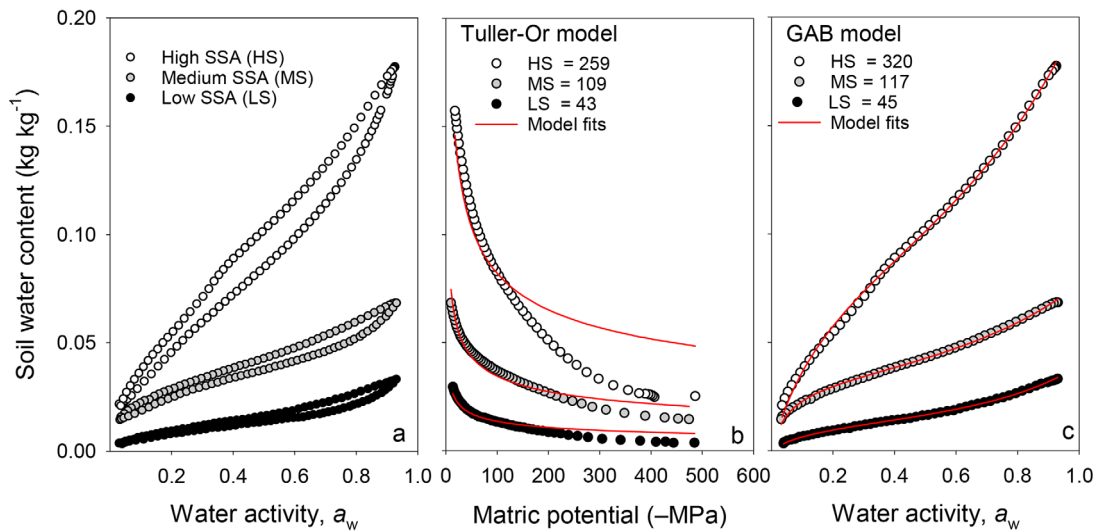 Soil water content (kg kg⁻¹)
0.20
0.15
0.10
0.05
0.00
High SSA (HS)
Medium SSA (MS)
Low SSA (LS)
a
0.2 0.4 0.6 0.8 1.0
Water activity, a_w
Tuller-Or model
HS = 259
MS = 109
LS = 43
Model fits
b
0 100 200 300 400 500 600
Matric potential (–MPa)
GAB model
HS = 320
MS = 117
LS = 45
Model fits
c
0.2 0.4 0.6 0.8 1.0
Water activity, a_w